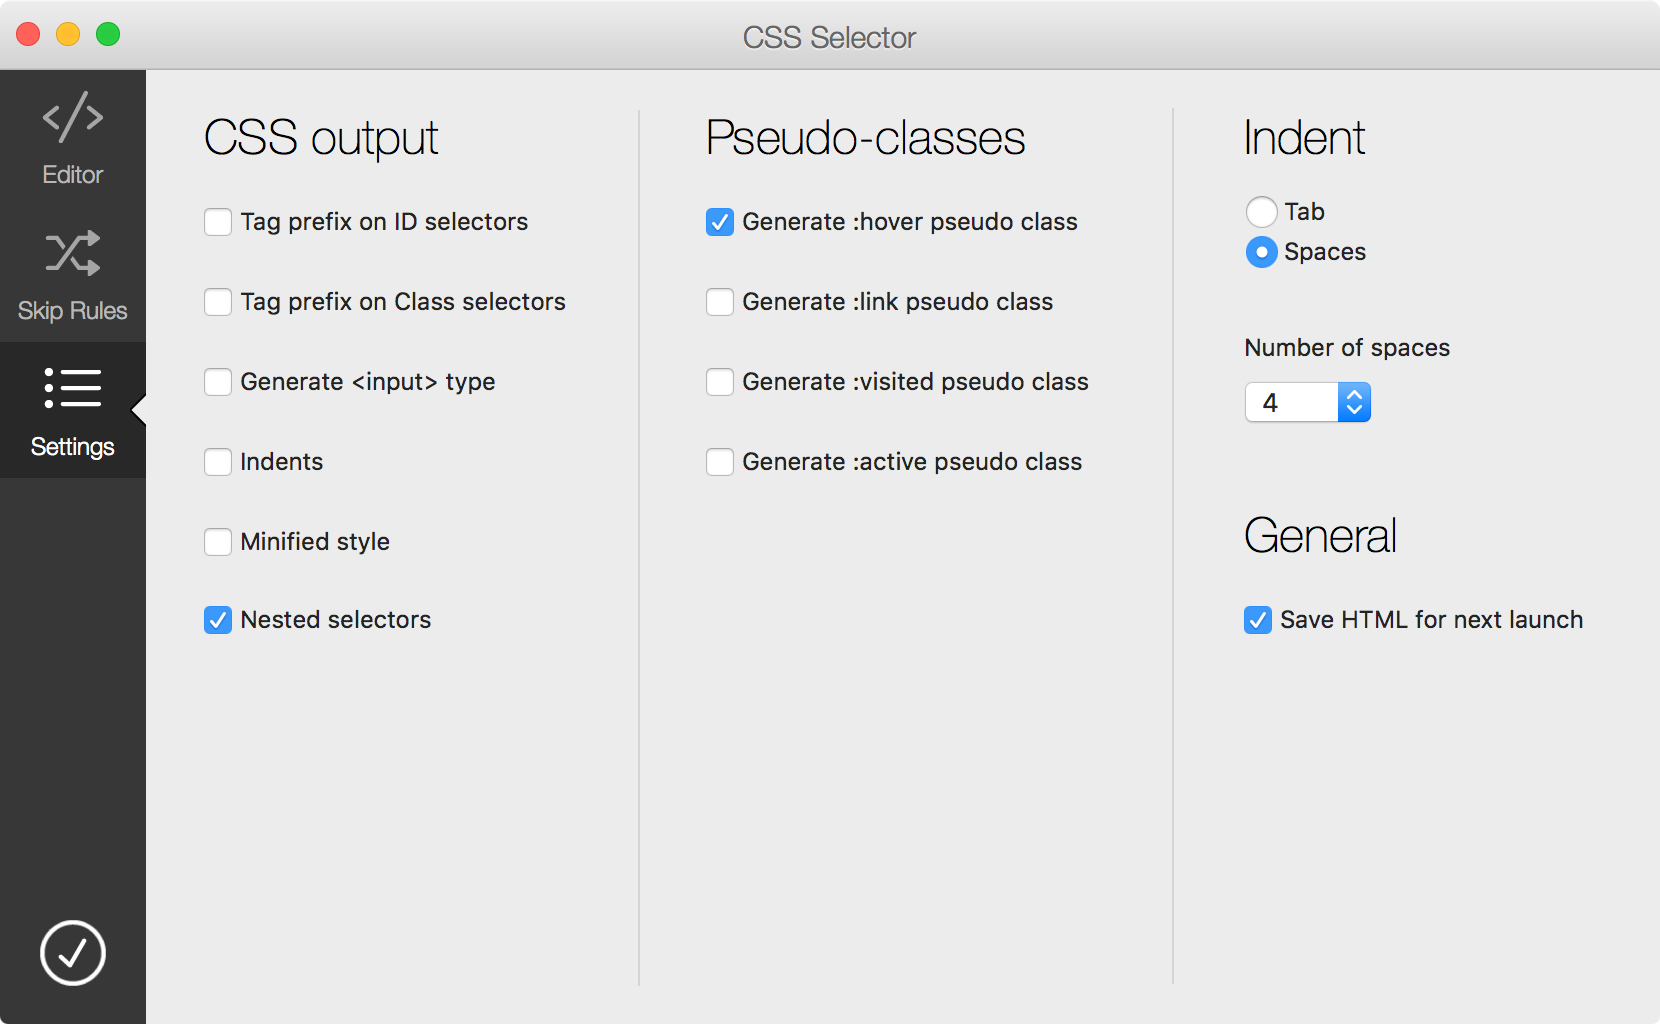 CSS Selector
Editor
Skip Rules
Settings
CSS output
Tag prefix on ID selectors
Tag prefix on Class selectors
Generate <input> type
Indents
Minified style
Nested selectors
Pseudo-classes
Generate :hover pseudo class
Generate :link pseudo class
Generate :visited pseudo class
Generate :active pseudo class
Indent
Tab
Spaces
Number of spaces
4
General
Save HTML for next launch